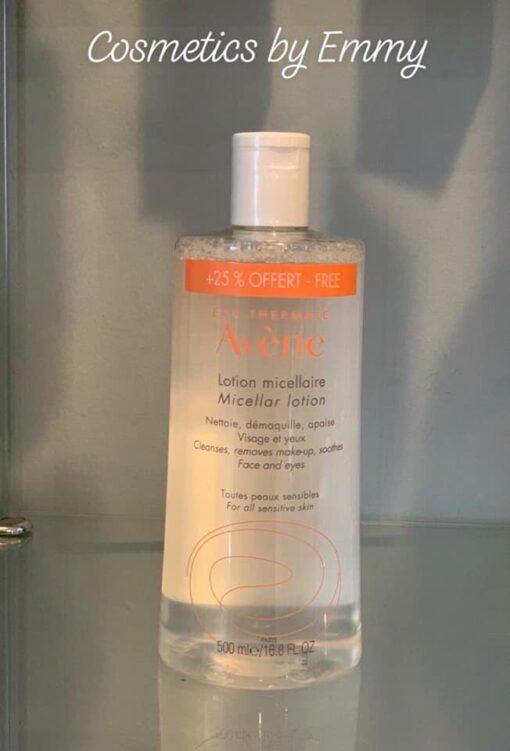 Cosmetics by Emmy
+25 % OFFERT - FREE
EAU THERMALE
Avène
Lotion micellaire
Micellar lotion
Nettoie, démaquille, apaise
Visage et yeux
Cleanses, removes make-up, soothes
Face and eyes
Toutes peaux sensibles
For all sensitive skin
PARIS
500 ml℮/16.8 FL.OZ